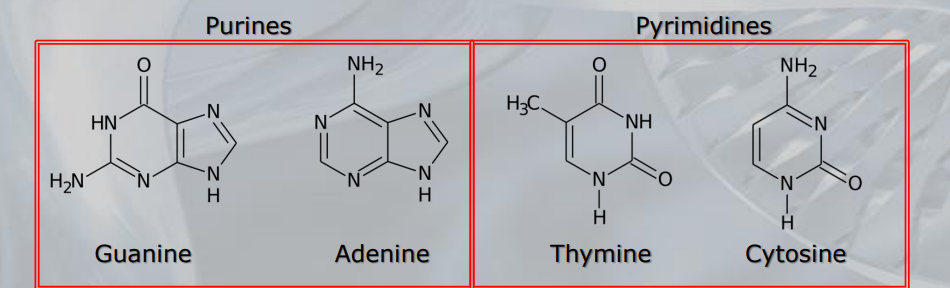 Purines
Pyrimidines
O
HN
N
H₂N
N
N
H
Guanine
NH₂
N
N
N
N
H
Adenine
O
H₃C
NH
N
O
H
Thymine
NH₂
N
N
O
H
Cytosine